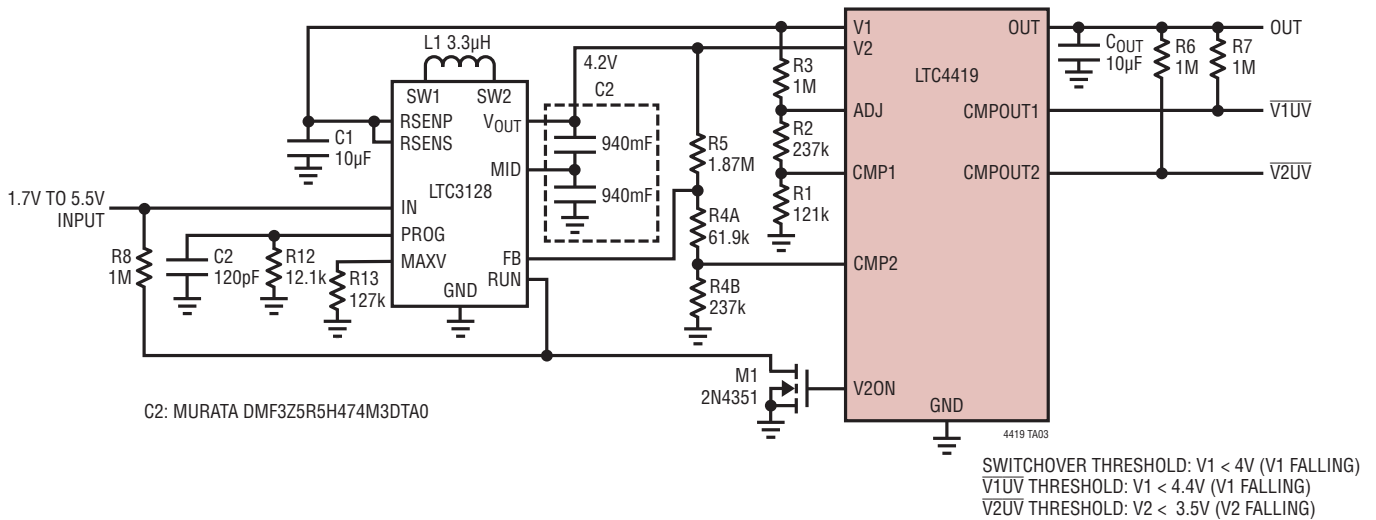 L1 3.3µH
4.2V
C2
SW1
SW2
RSENP
RSENS
VOUT
MID
LTC3128
IN
PROG
MAXV
FB
RUN
GND
C1
10µF
940mF
940mF
1.7V TO 5.5V
INPUT
R8
1M
C2
120pF
R12
12.1k
R13
127k
R5
1.87M
R4A
61.9k
R4B
237k
R3
1M
R2
237k
R1
121k
V1
V2
ADJ
CMP1
CMP2
V2ON
LTC4419
OUT
CMPOUT1
CMPOUT2
GND
COUT
10µF
R6
1M
R7
1M
OUT
V1UV
V2UV
M1
2N4351
C2: MURATA DMF3Z5R5H474M3DTA0
4419 TA03
SWITCHOVER THRESHOLD: V1 < 4V (V1 FALLING)
V1UV THRESHOLD: V1 < 4.4V (V1 FALLING)
V2UV THRESHOLD: V2 < 3.5V (V2 FALLING)